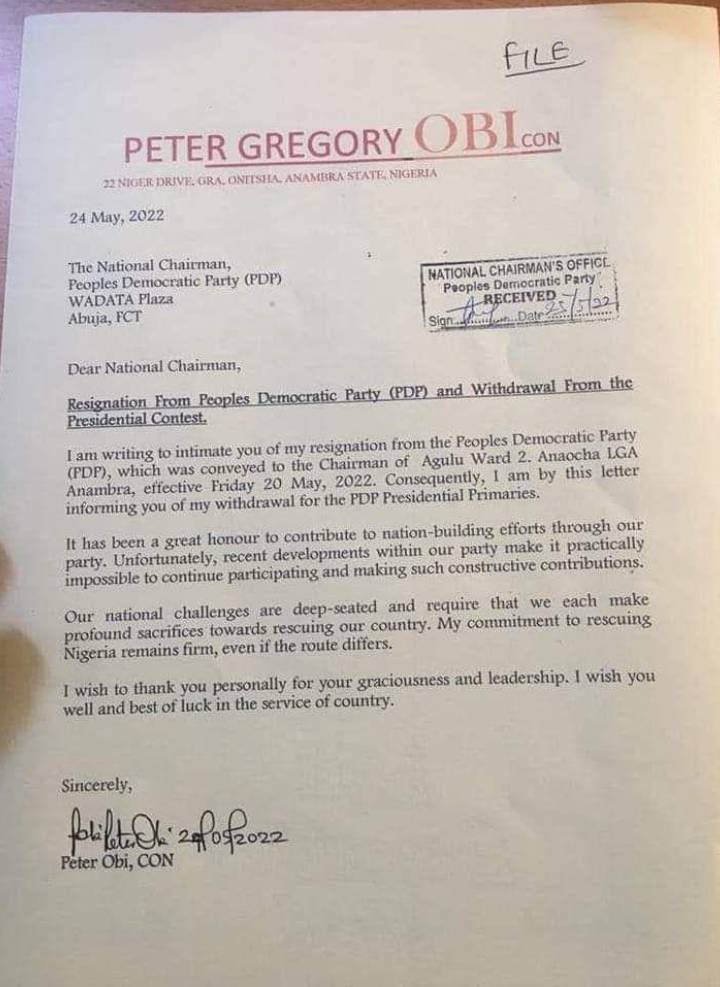 FILE
PETER GREGORY OBI CON
22 NIGER DRIVE, GRA, ONITSHA, ANAMBRA STATE, NIGERIA
24 May, 2022
The National Chairman,
Peoples Democratic Party (PDP)
WADATA Plaza
Abuja, FCT
NATIONAL CHAIRMAN'S OFFICE
Peoples Democratic Party
RECEIVED
Sign............Date 25/5/22
Dear National Chairman,
Resignation From Peoples Democratic Party (PDP) and Withdrawal From the
Presidential Contest.
I am writing to intimate you of my resignation from the Peoples Democratic Party
(PDP), which was conveyed to the Chairman of Agulu Ward 2. Anaocha LGA
Anambra, effective Friday 20 May, 2022. Consequently, I am by this letter
informing you of my withdrawal for the PDP Presidential Primaries.
It has been a great honour to contribute to nation-building efforts through our
party. Unfortunately, recent developments within our party make it practically
impossible to continue participating and making such constructive contributions.
Our national challenges are deep-seated and require that we each make
profound sacrifices towards rescuing our country. My commitment to rescuing
Nigeria remains firm, even if the route differs.
I wish to thank you personally for your graciousness and leadership. I wish you
well and best of luck in the service of country.
Sincerely,
Peter Obi
Peter Obi, CON